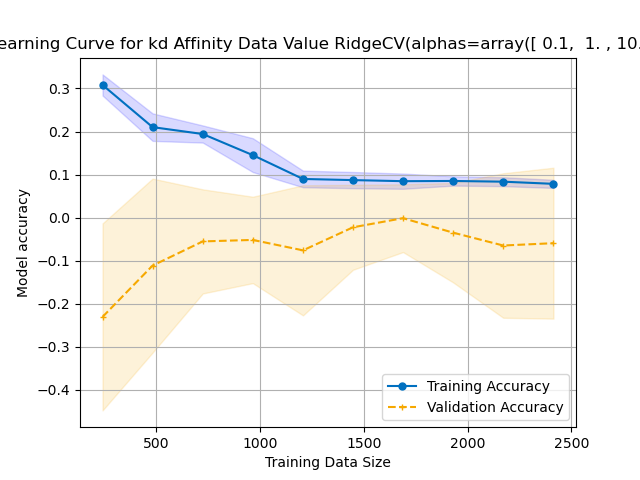 earning Curve for kd Affinity Data Value RidgeCV(alphas=array([ 0.1,  1. , 10.
0.3
0.2
0.1
0.0
−0.1
−0.2
−0.3
−0.4
Model accuracy
Training Accuracy
Validation Accuracy
500
1000
1500
2000
2500
Training Data Size